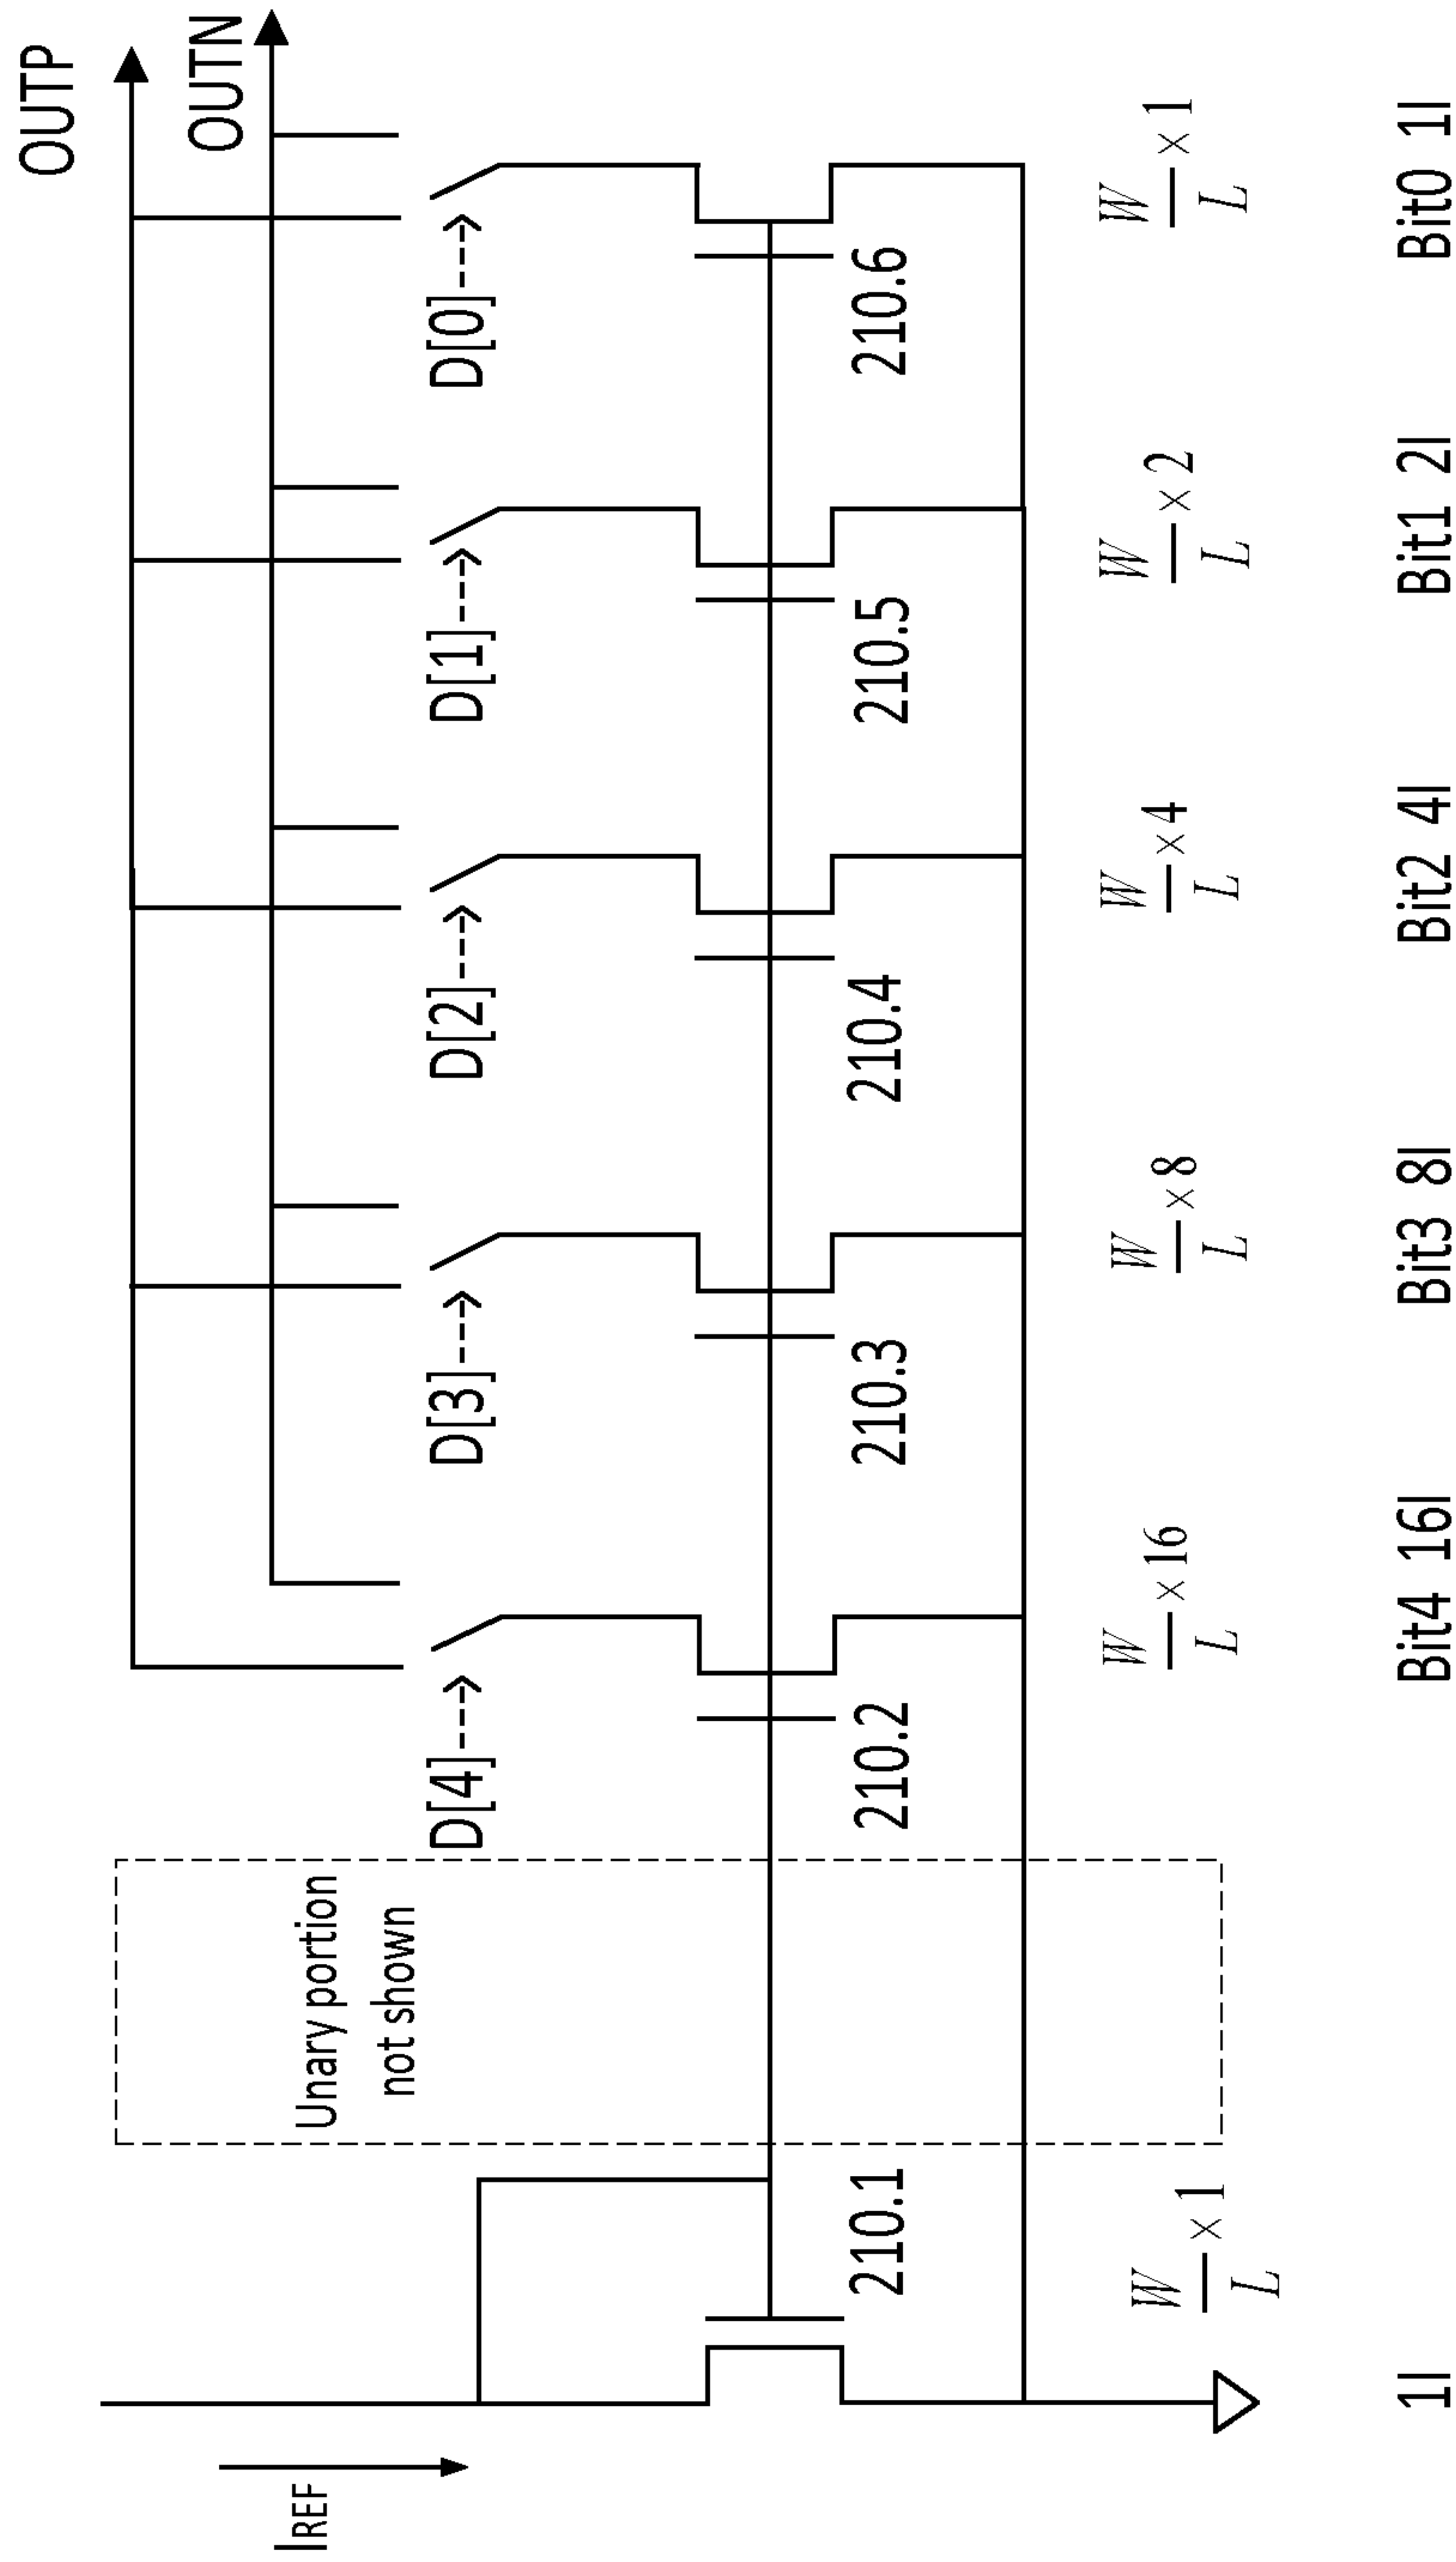 OUTP
OUTN
IREF
Unary portion
not shown
D[4]--->
D[3]--->
D[2]--->
D[1]--->
D[0]--->
210.1
210.2
210.3
210.4
210.5
210.6
W/L ×1
W/L ×16
W/L ×8
W/L ×4
W/L ×2
W/L ×1
1I
Bit4 16I
Bit3 8I
Bit2 4I
Bit1 2I
Bit0 1I